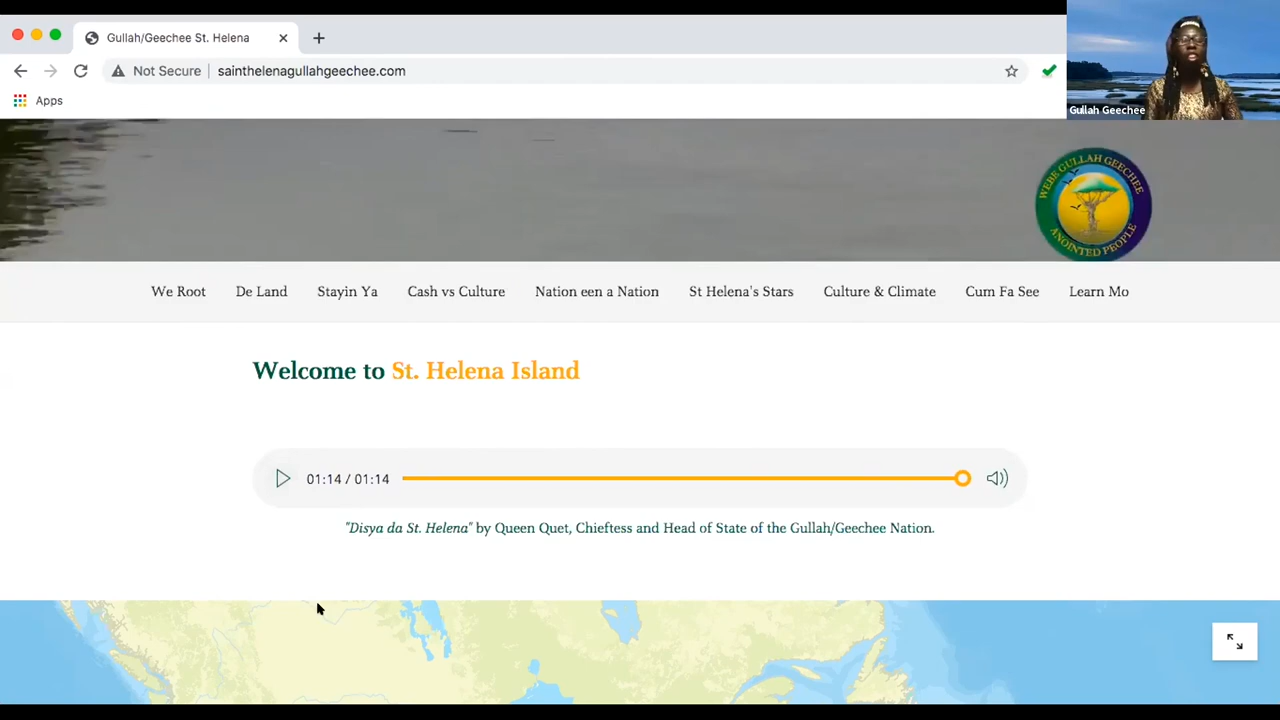 Gullah/Geechee St. Helena
Not Secure
sainthelenagullahgeechee.com
Apps
Gullah Geechee
WEBE GULLAH GEECHEE
ANOINTED PEOPLE
We Root
De Land
Stayin Ya
Cash vs Culture
Nation een a Nation
St Helena's Stars
Culture & Climate
Cum Fa See
Learn Mo
Welcome to St. Helena Island
01:14 / 01:14
"Disya da St. Helena" by Queen Quet, Chieftess and Head of State of the Gullah/Geechee Nation.